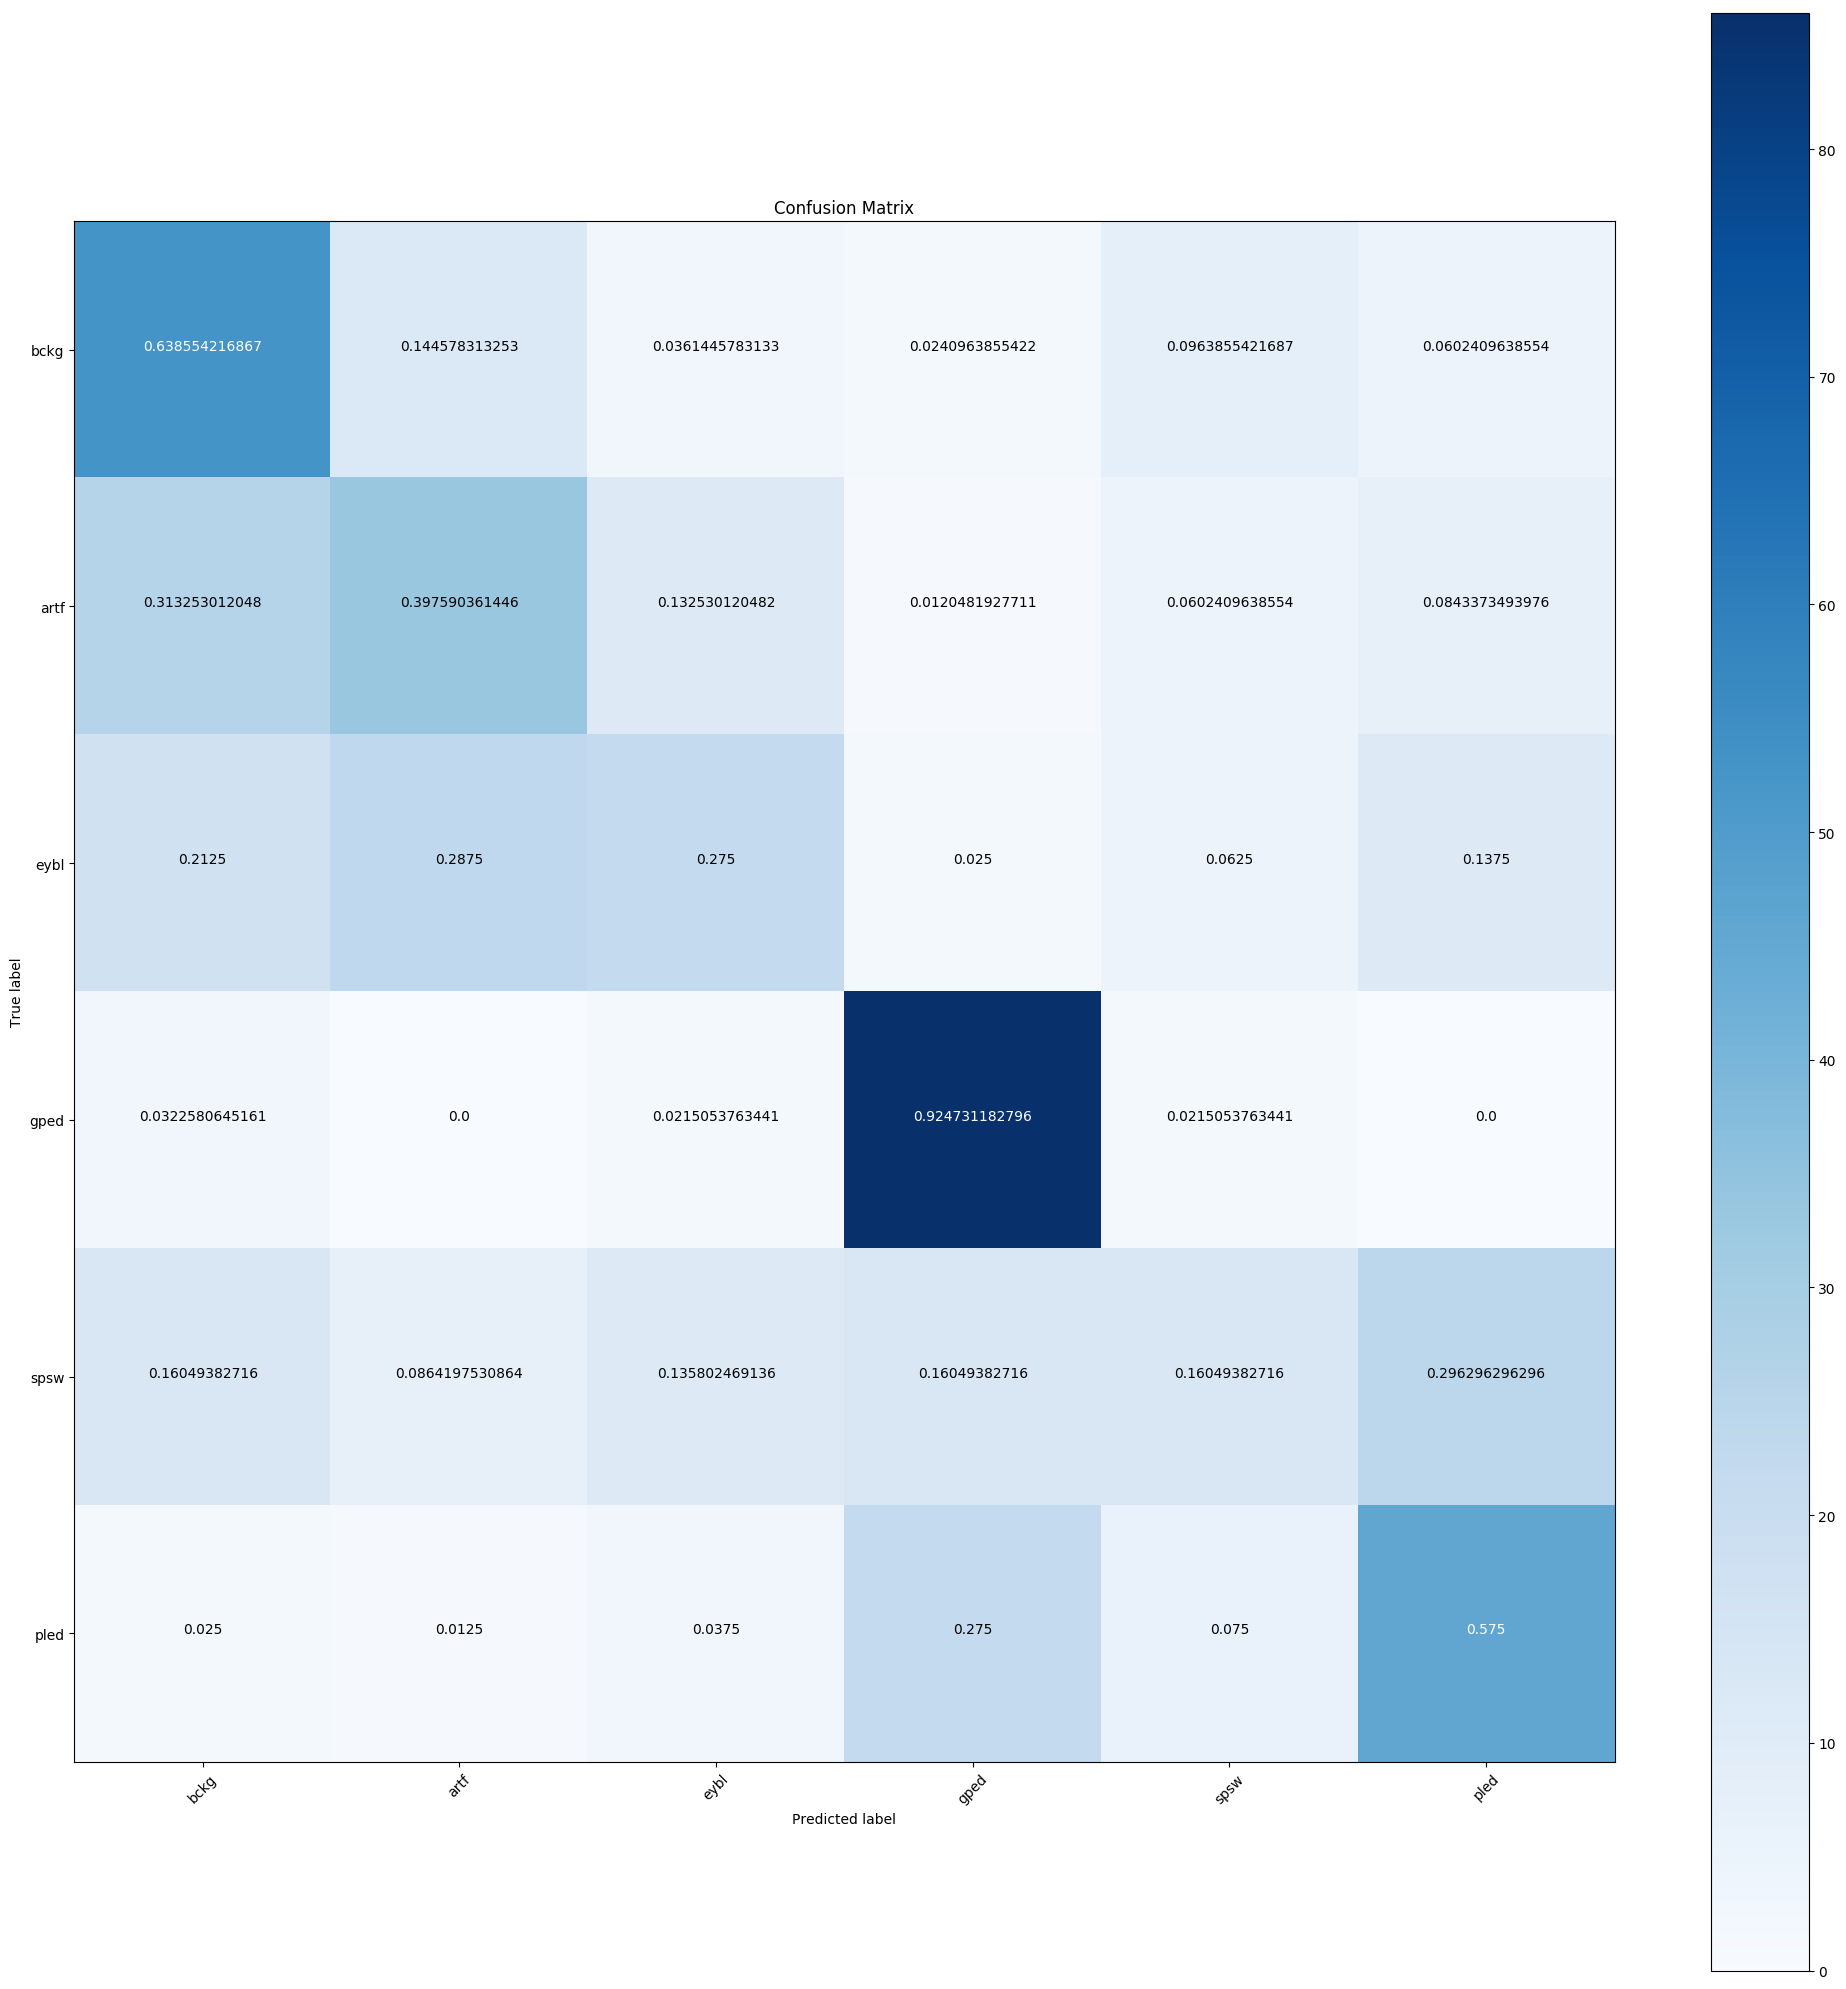 Confusion Matrix
bckg 0.638554216867 0.144578313253 0.0361445783133 0.0240963855422 0.0963855421687 0.0602409638554
artf 0.313253012048 0.397590361446 0.132530120482 0.0120481927711 0.0602409638554 0.0843373493976
eybl 0.2125 0.2875 0.275 0.025 0.0625 0.1375
gped 0.0322580645161 0.0 0.0215053763441 0.924731182796 0.0215053763441 0.0
spsw 0.16049382716 0.0864197530864 0.135802469136 0.16049382716 0.16049382716 0.296296296296
pled 0.025 0.0125 0.0375 0.275 0.075 0.575
True label
bckg artf eybl gped spsw pled
Predicted label
80
70
60
50
40
30
20
10
0